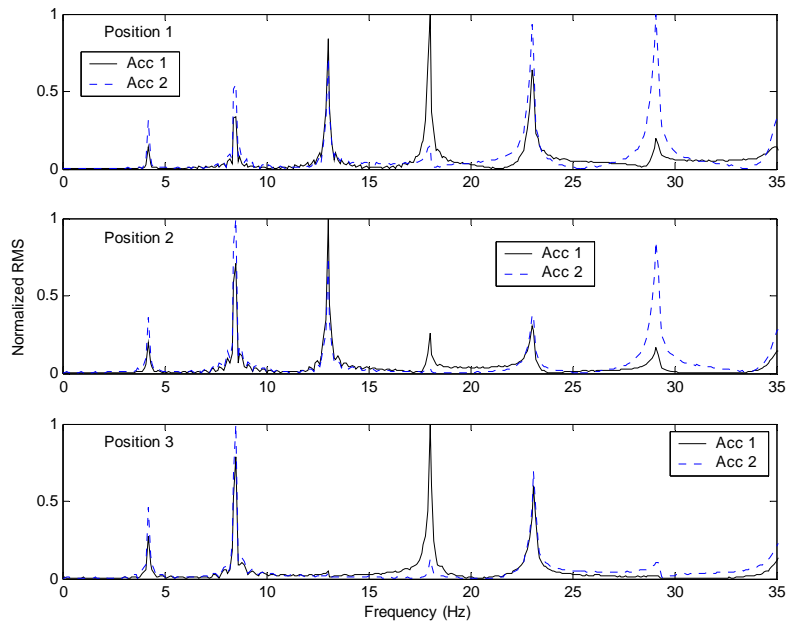 Position 1
Acc 1
Acc 2
1
0.5
0
0 5 10 15 20 25 30 35
Position 2
Acc 1
Acc 2
1
0.5
0
0 5 10 15 20 25 30 35
Normalized RMS
Position 3
Acc 1
Acc 2
1
0.5
0
0 5 10 15 20 25 30 35
Frequency (Hz)